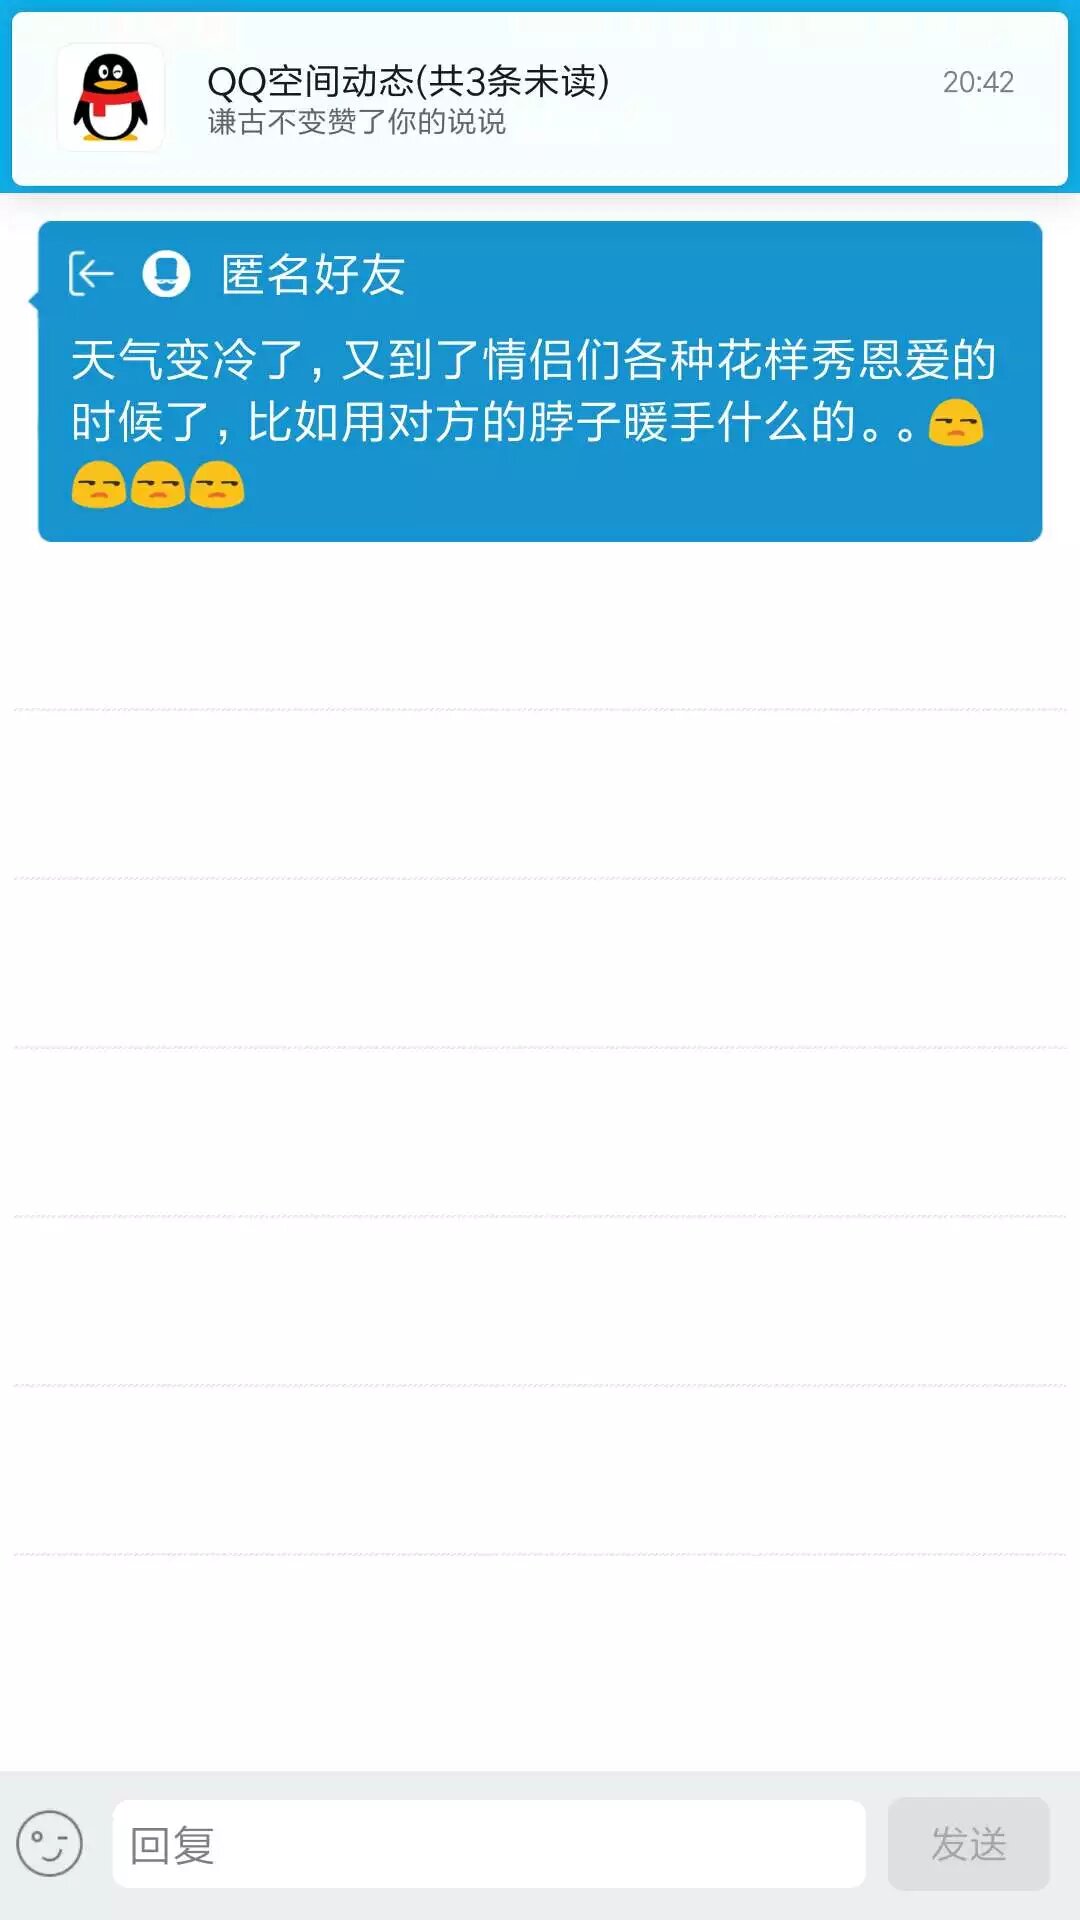 QQ空间动态(共3条未读)
20:42
谦古不变赞了你的说说
匿名好友
天气变冷了，又到了情侣们各种花样秀恩爱的
时候了，比如用对方的脖子暖手什么的。。😒
😒😒😒
回复
发送